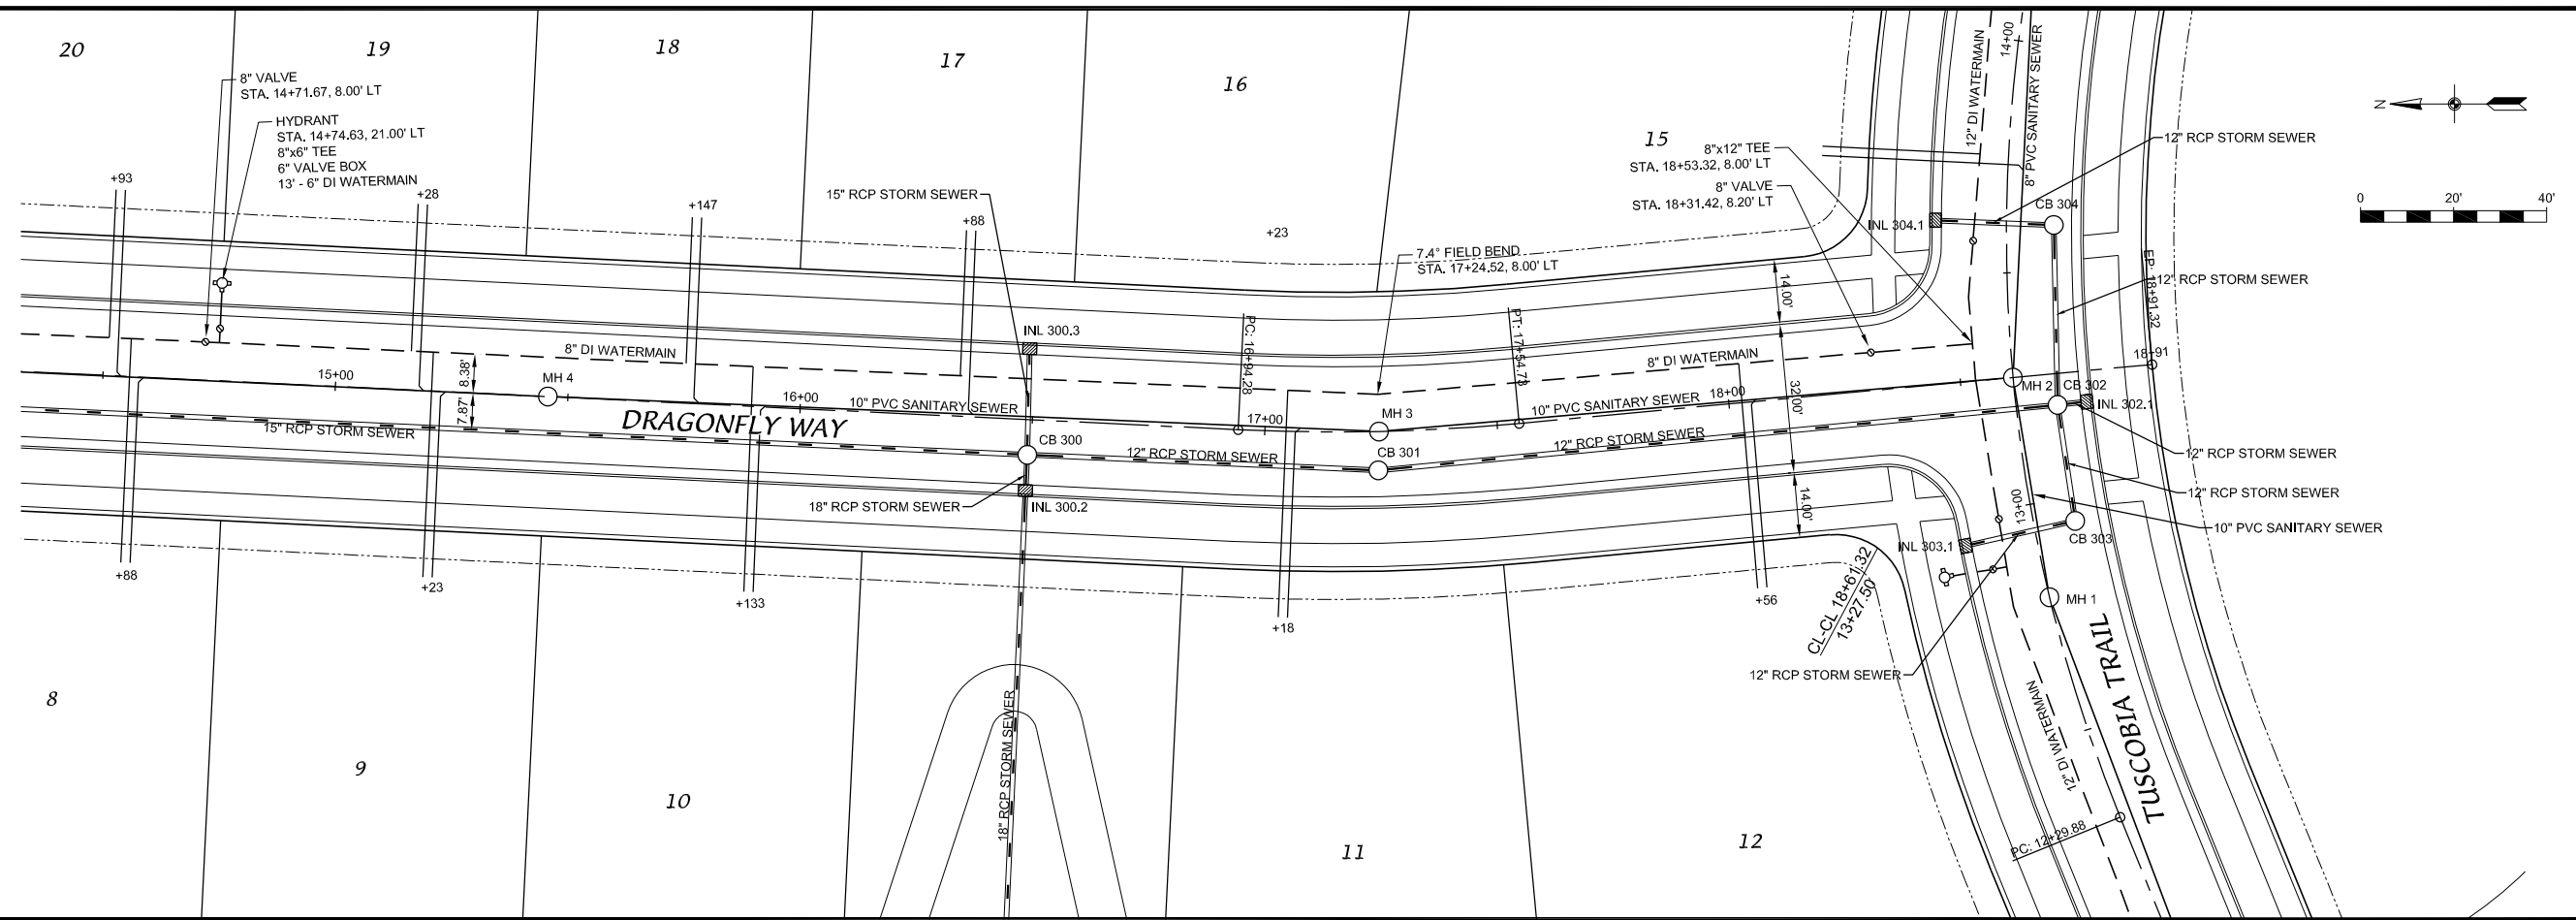 20
19
18
17
16
15
8" VALVE
STA. 14+71.67, 8.00' LT
HYDRANT
STA. 14+74.63, 21.00' LT
8"x6" TEE
6" VALVE BOX
13' - 6" DI WATERMAIN
+93
+28
+147
+88
+23
15" RCP STORM SEWER
8"x12" TEE
STA. 18+53.32, 8.00' LT
8" VALVE
STA. 18+31.42, 8.20' LT
7.4° FIELD BEND
STA. 17+24.52, 8.00' LT
12" DI WATERMAIN
14+00
8" PVC SANITARY SEWER
N
0 20' 40'
12" RCP STORM SEWER
CB 304
INL 304.1
12" RCP STORM SEWER
EP: 18+91.32
18+91
14.00'
INL 300.3
8" DI WATERMAIN
PC: 16+94.28
PT: 17+54.73
8" DI WATERMAIN
15+00
8.38'
7.87'
MH 4
16+00
10" PVC SANITARY SEWER
DRAGONFLY WAY
15" RCP STORM SEWER
17+00
MH 3
10" PVC SANITARY SEWER
18+00
32.00'
MH 2
CB 302
INL 302.1
CB 300
12" RCP STORM SEWER
CB 301
12" RCP STORM SEWER
12" RCP STORM SEWER
12" RCP STORM SEWER
10" PVC SANITARY SEWER
18" RCP STORM SEWER
INL 300.2
14.00'
13+00
CB 303
INL 303.1
+88
+23
+133
+18
+56
CL-CL 18+61.32
13+27.50
MH 1
12" RCP STORM SEWER
TUSCOBIA TRAIL
12" DI WATERMAIN
PC: 12+29.88
18" RCP STORM SEWER
8
9
10
11
12